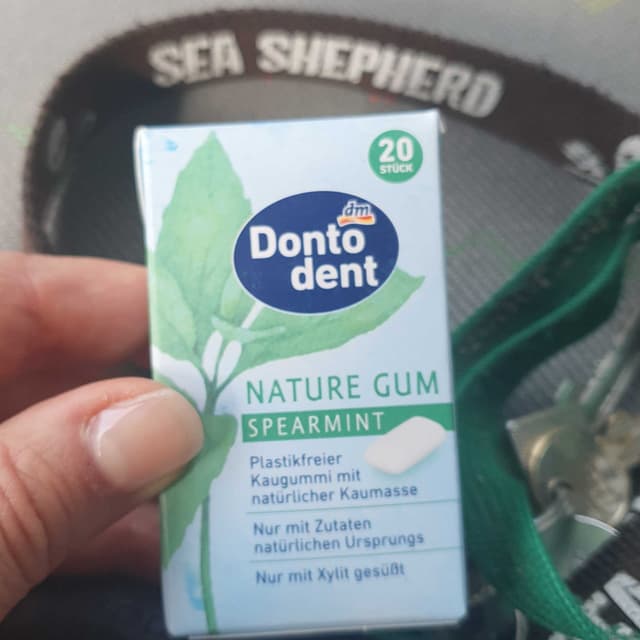 SEA SHEPHERD
20
STÜCK
dm
Donto
dent
NATURE GUM
SPEARMINT
Plastikfreier
Kaugummi mit
natürlicher Kaumasse
Nur mit Zutaten
natürlichen Ursprungs
Nur mit Xylit gesüßt